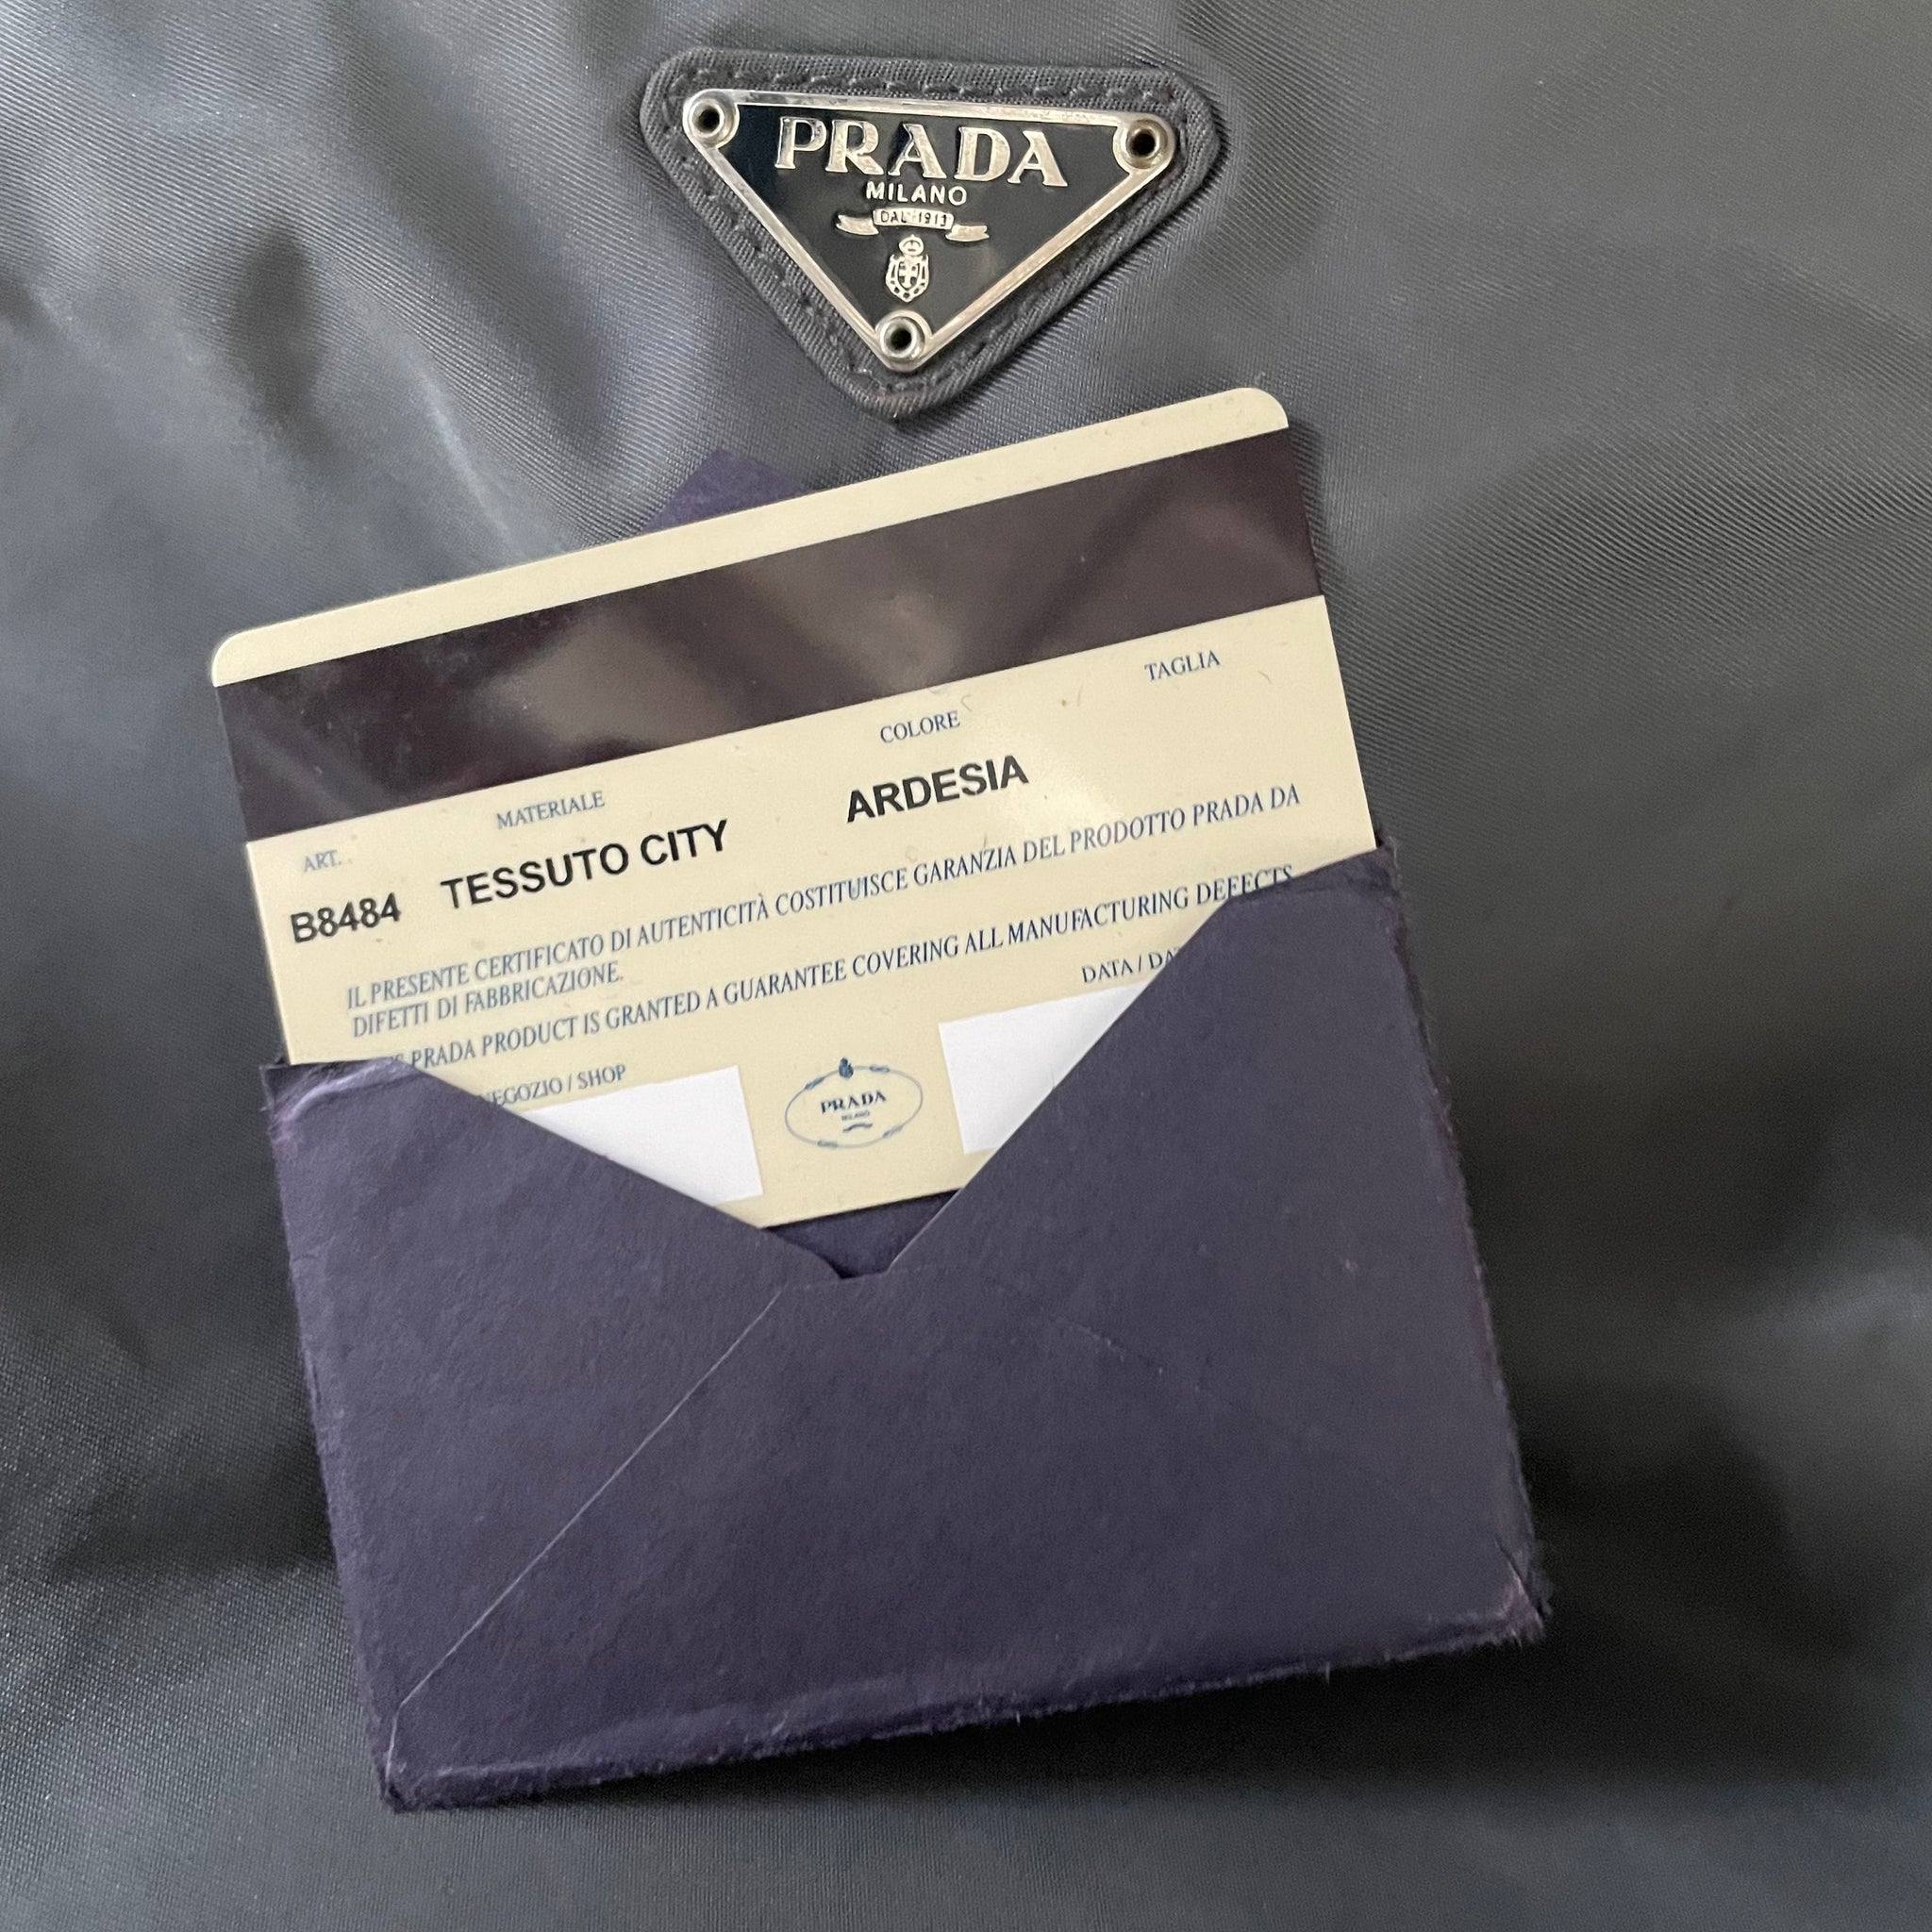 PRADA
MILANO
DAL 1913
TAGLIA
COLORE
MATERIALE
ART.
B8484 TESSUTO CITY ARDESIA
IL PRESENTE CERTIFICATO DI AUTENTICITÀ COSTITUISCE GARANZIA DEL PRODOTTO PRADA DA
DIFETTI DI FABBRICAZIONE.
PRADA PRODUCT IS GRANTED A GUARANTEE COVERING ALL MANUFACTURING DEFECTS
NEGOZIO / SHOP
DATA /
PRADA
MILANO